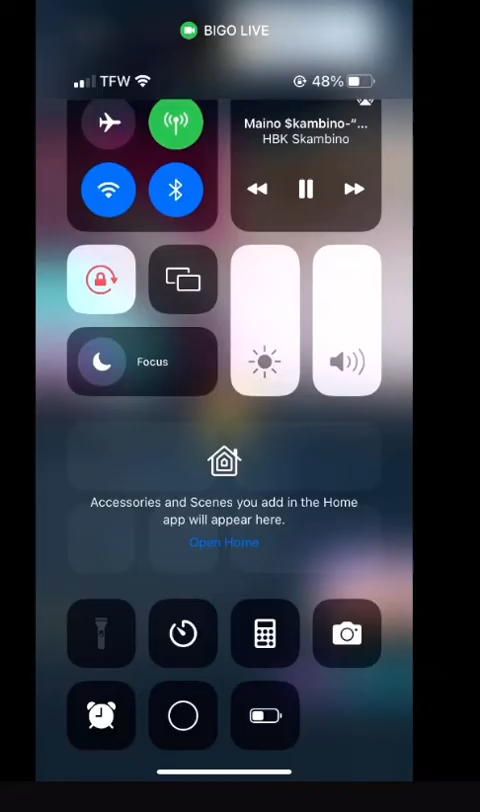 BIGO LIVE
TFW
48%
Maino $kambino-“...
HBK Skambino
Focus
Accessories and Scenes you add in the Home
app will appear here.
Open Home